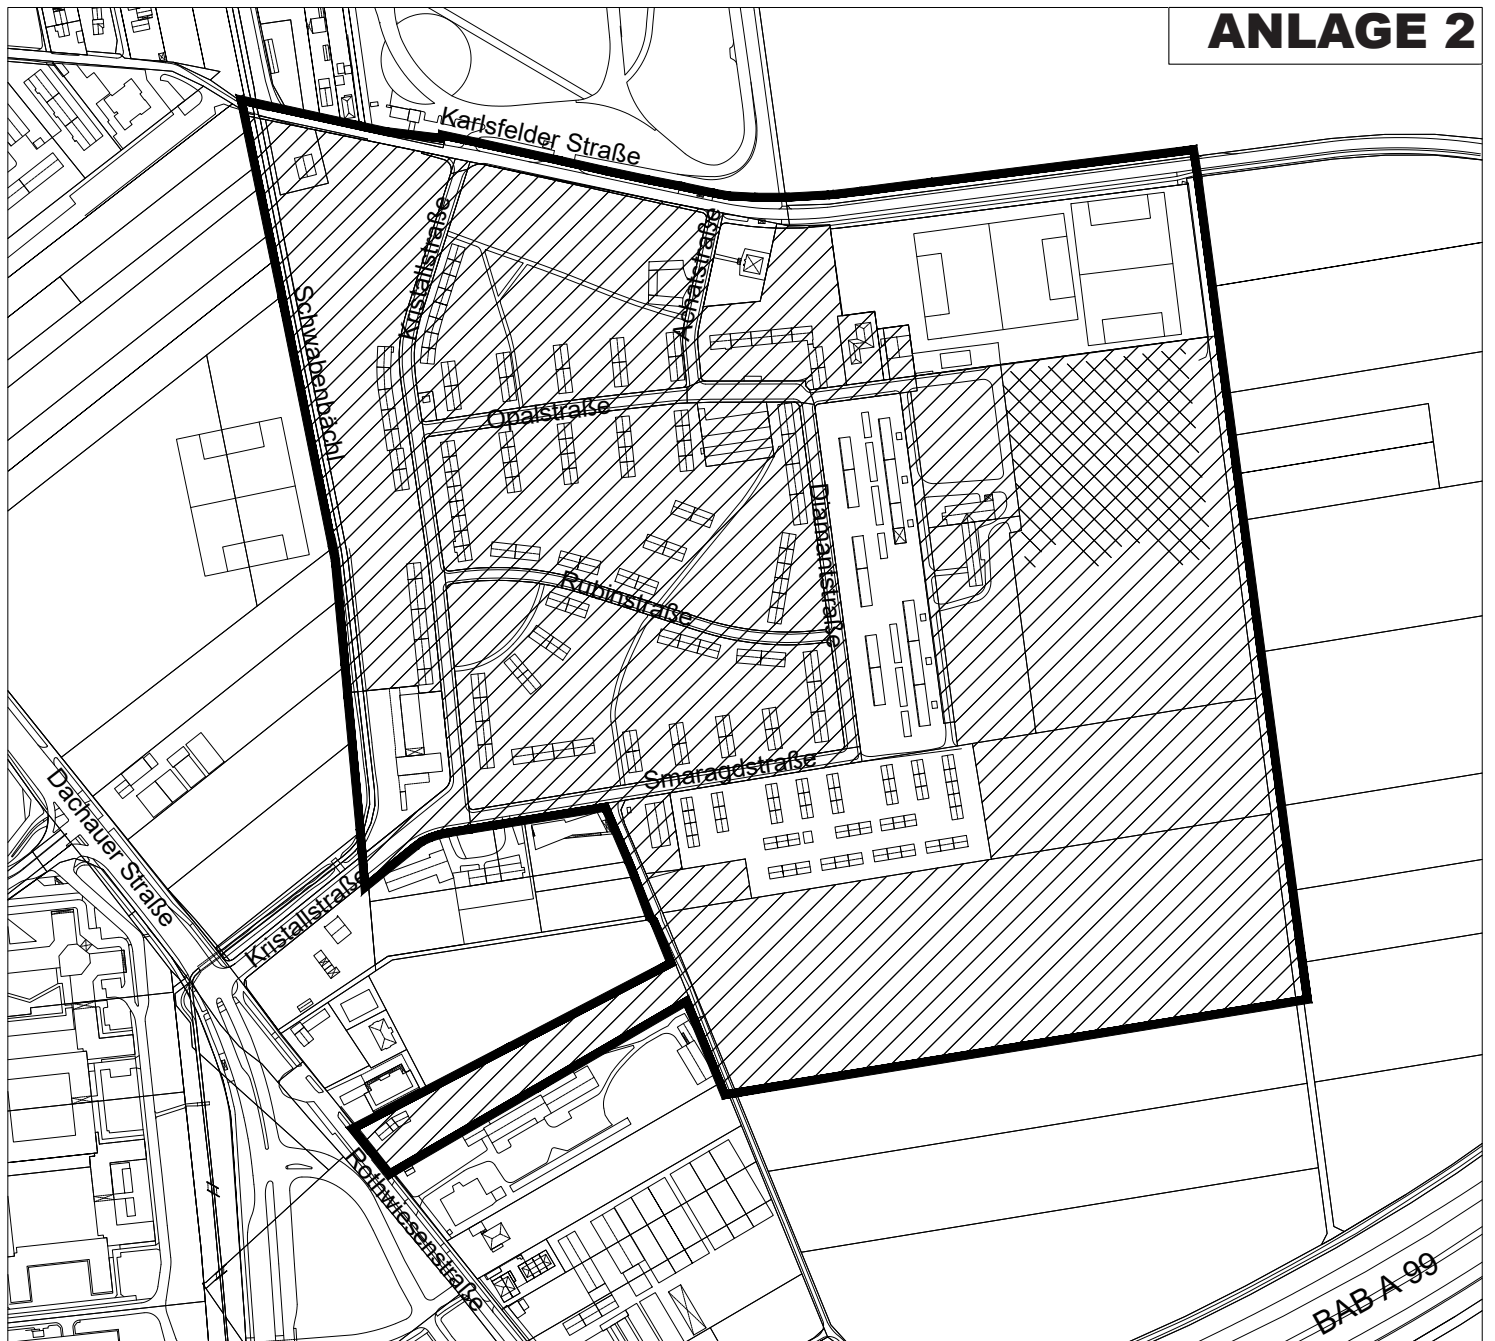 ANLAGE 2
Karlsfelder Straße
Kristallstraße
Achatstraße
Schwabenbächl
Opalstraße
Diamantstraße
Rubinstraße
Smaragdstraße
Dachauer Straße
Kristallstraße
Rothwiesenstraße
BAB A 99